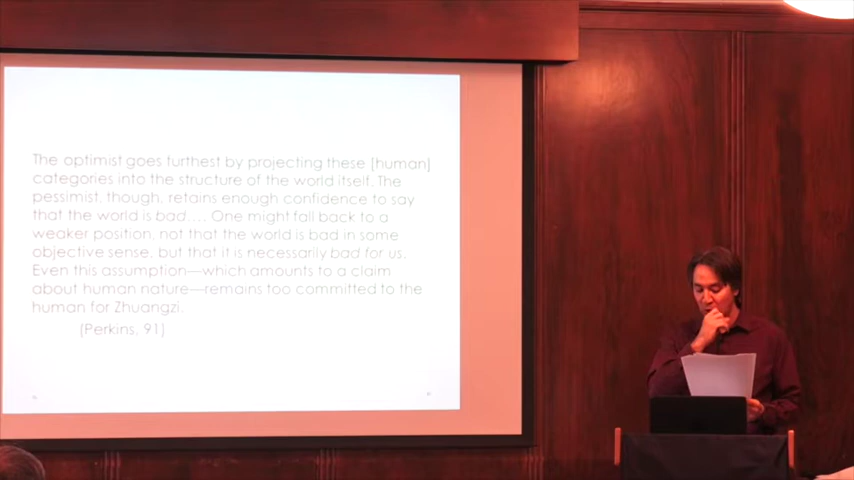 The optimist goes furthest by projecting these [human]
categories into the structure of the world itself. The
pessimist, though, retains enough confidence to say
that the world is bad.... One might fall back to a
weaker position, not that the world is bad in some
objective sense, but that it is necessarily bad for us.
Even this assumption—which amounts to a claim
about human nature—remains too committed to the
human for Zhuangzi.
(Perkins, 91)